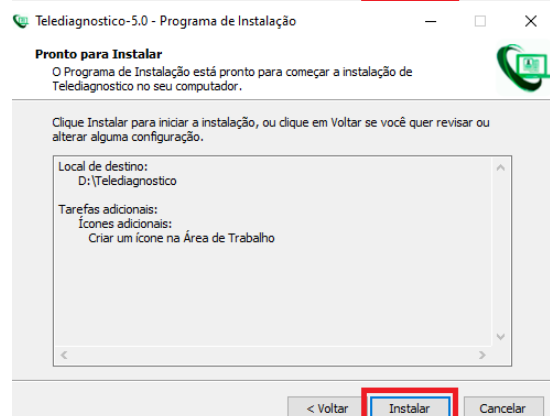 Telediagnostico-5.0 - Programa de Instalação
Pronto para Instalar
O Programa de Instalação está pronto para começar a instalação de
Telediagnostico no seu computador.
Clique Instalar para iniciar a instalação, ou clique em Voltar se você quer revisar ou
alterar alguma configuração.
Local de destino:
D:\Telediagnostico
Tarefas adicionais:
Ícones adicionais:
Criar um ícone na Área de Trabalho
< Voltar Instalar Cancelar